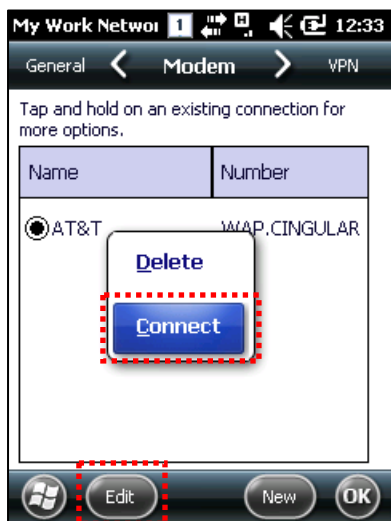 My Work Networ 1 12:33
General Modem VPN
Tap and hold on an existing connection for
more options.
Name Number
AT&T WAP.CINGULAR
Delete
Connect
Edit New OK